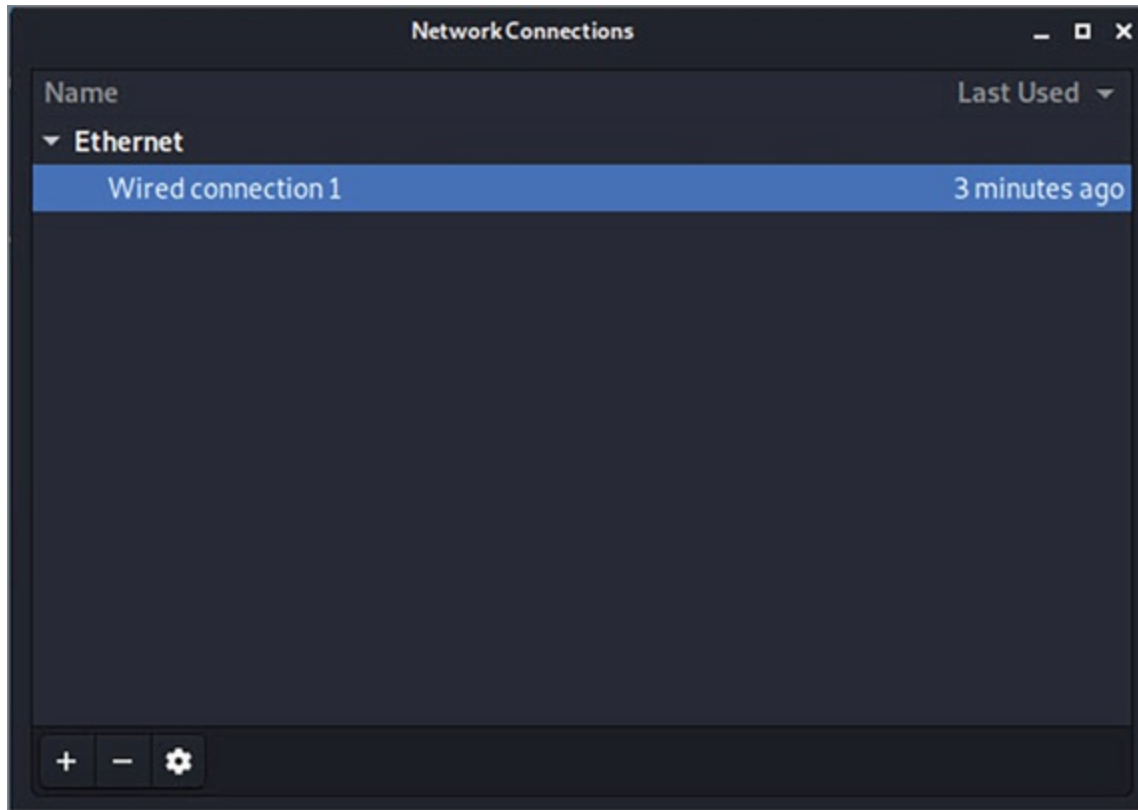 Network Connections
Name Last Used
Ethernet
Wired connection 1 3 minutes ago